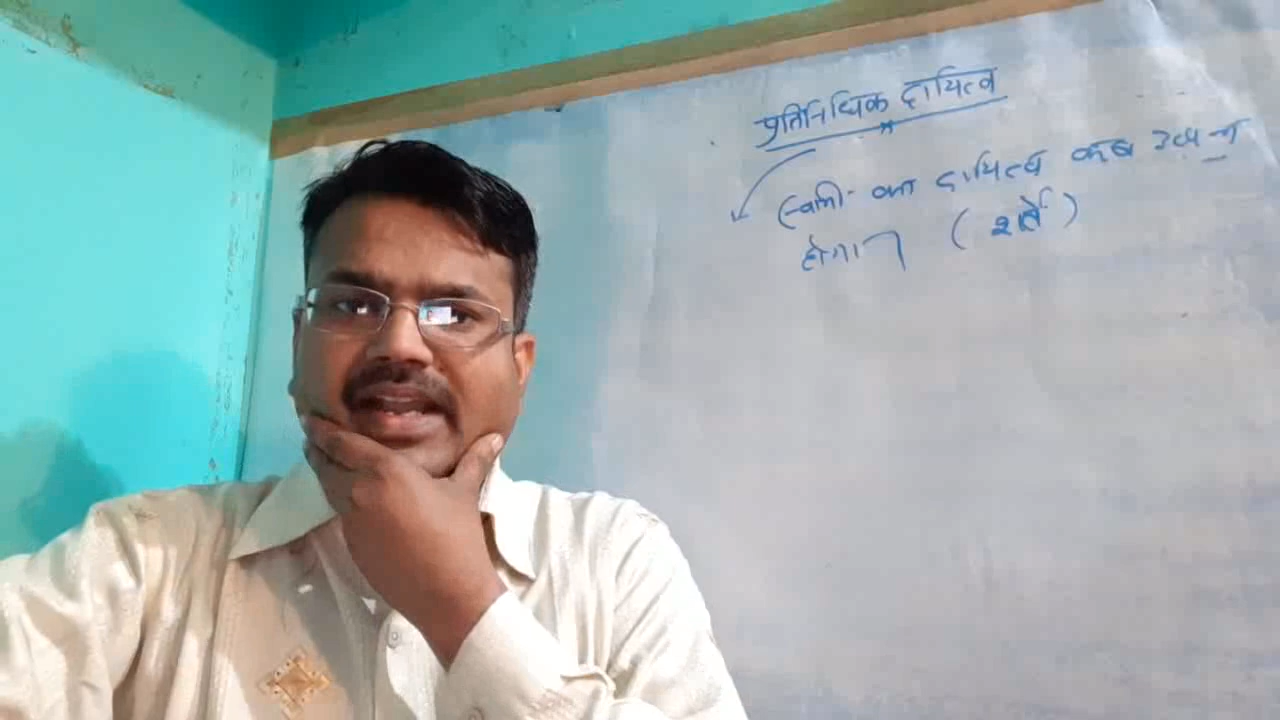 प्रतिनिधिक दायित्व
स्वामी का दायित्व कब उत्पन्न
होगा (शर्तें)